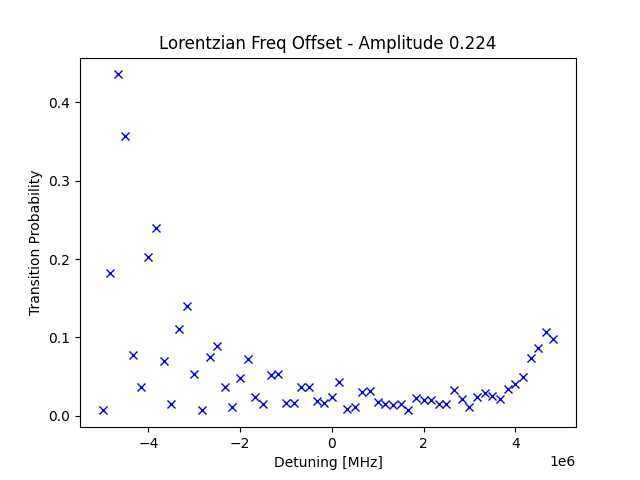 Lorentzian Freq Offset - Amplitude 0.224
Transition Probability
0.4
0.3
0.2
0.1
0.0
−4
−2
0
2
4
1e6
Detuning [MHz]